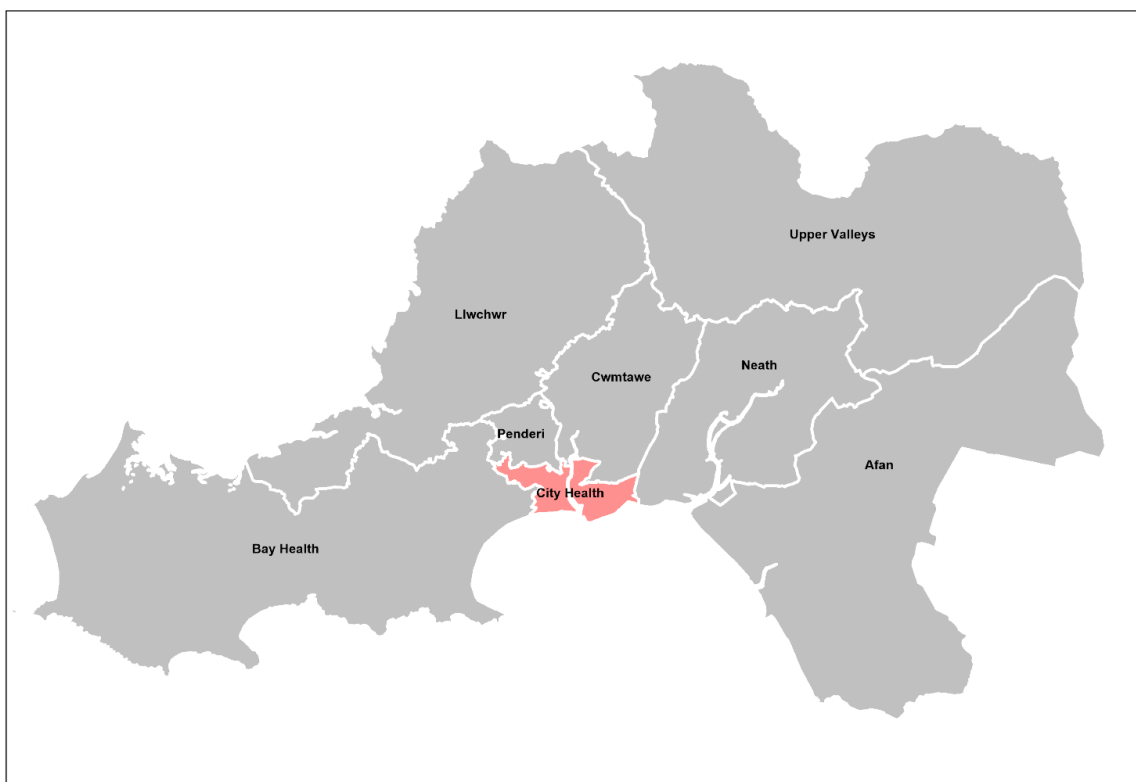 Upper Valleys
Llwchwr
Neath
Cwmtawe
Penderi
Afan
City Health
Bay Health